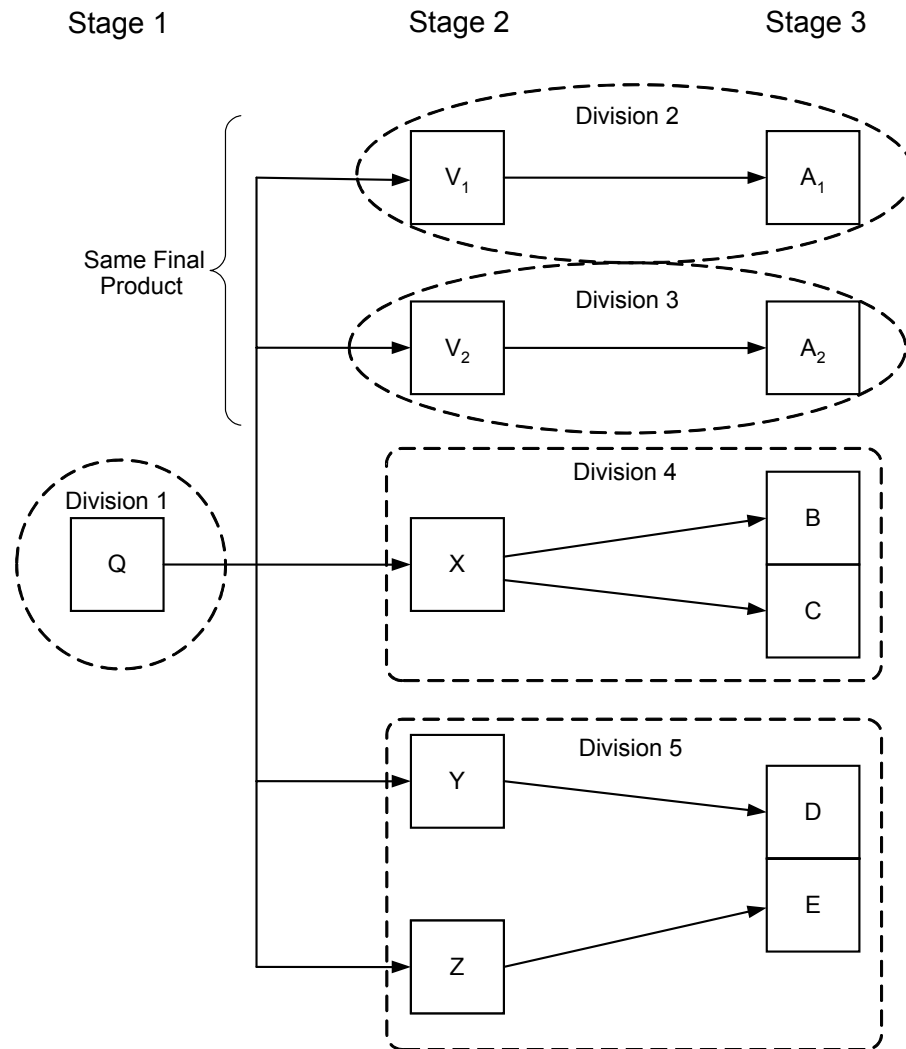 Stage 1
Stage 2
Stage 3
Division 2
V1
A1
Same Final
Product
Division 3
V2
A2
Division 4
Division 1
B
Q
X
C
Division 5
Y
D
E
Z